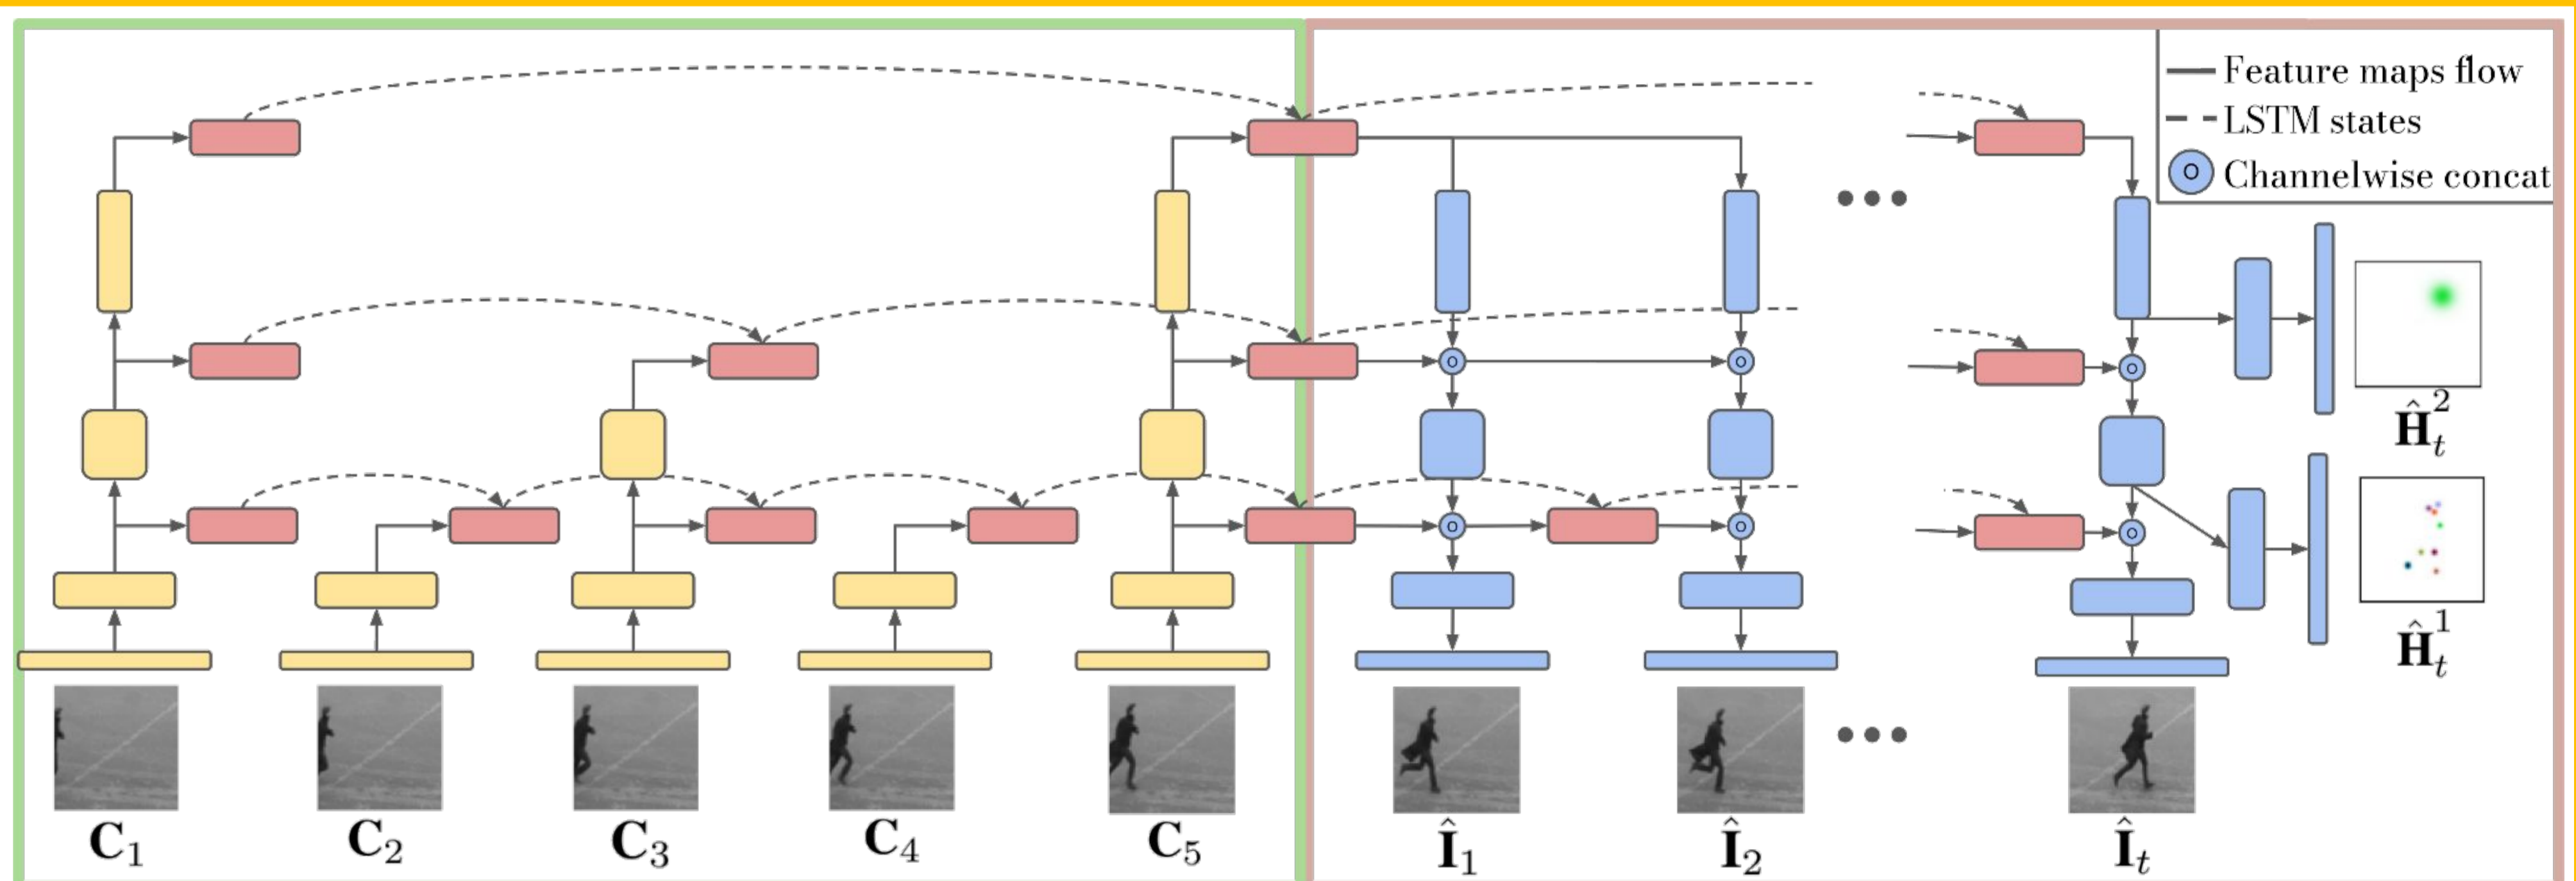 Feature maps flow
LSTM states
o Channelwise concat
o o
Ĥ²ₜ
o o o
Ĥ¹ₜ
o
C₁ C₂ C₃ C₄ C₅ Î₁ Î₂ Îₜ